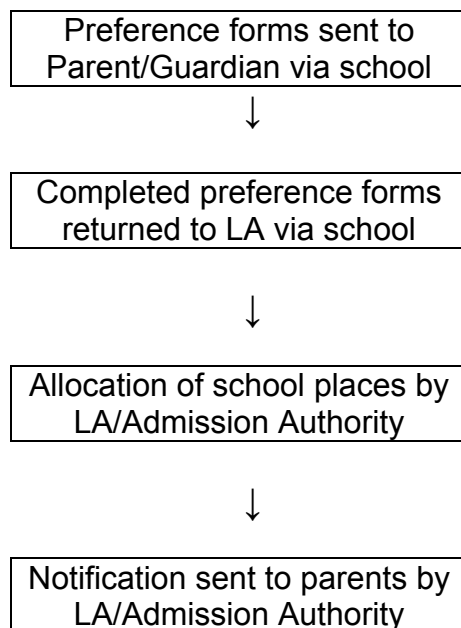 Preference forms sent to
Parent/Guardian via school
↓
Completed preference forms
returned to LA via school
↓
Allocation of school places by
LA/Admission Authority
↓
Notification sent to parents by
LA/Admission Authority